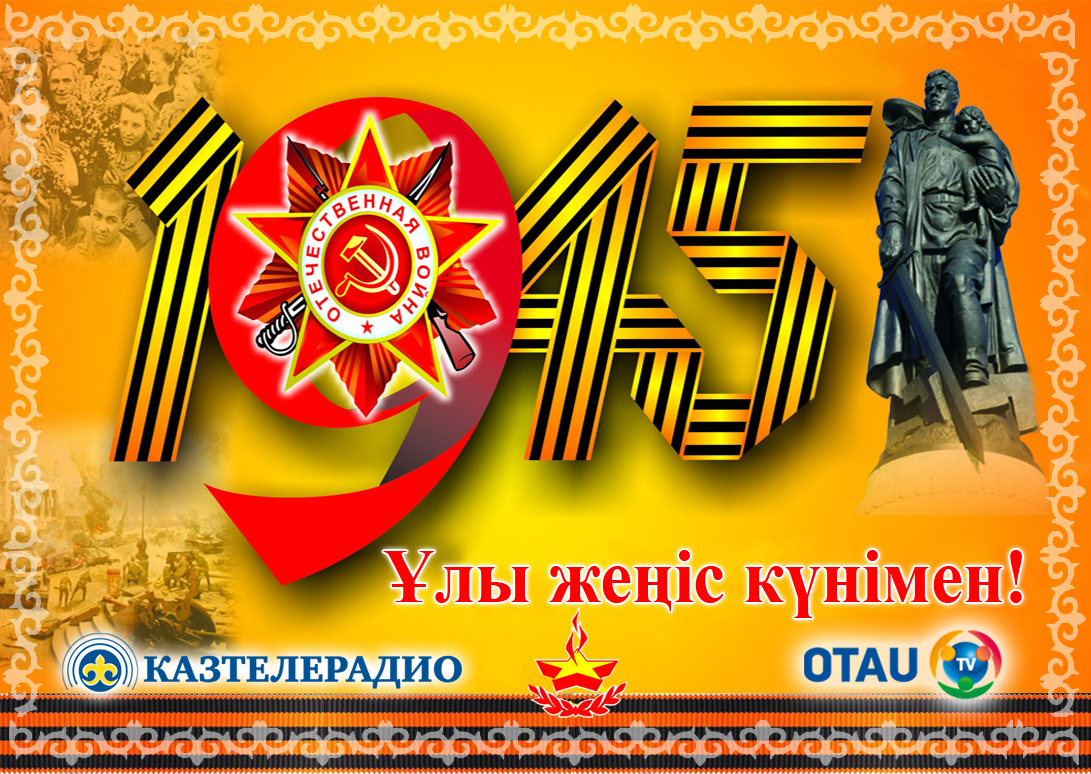 1945
ОТЕЧЕСТВЕННАЯ ВОЙНА
Ұлы жеңіс күнімен!
КАЗТЕЛЕРАДИО
OTAU TV